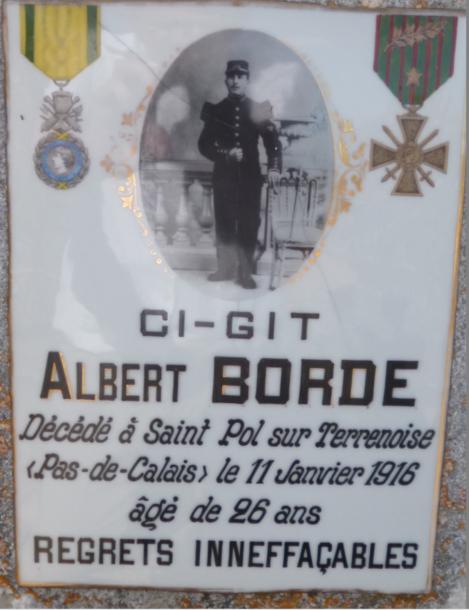 CI-GIT
ALBERT BORDE
Décédé à Saint Pol sur Terrenoise
(Pas-de-Calais) le 11 Janvier 1916
âgé de 26 ans
REGRETS INNEFFAÇABLES